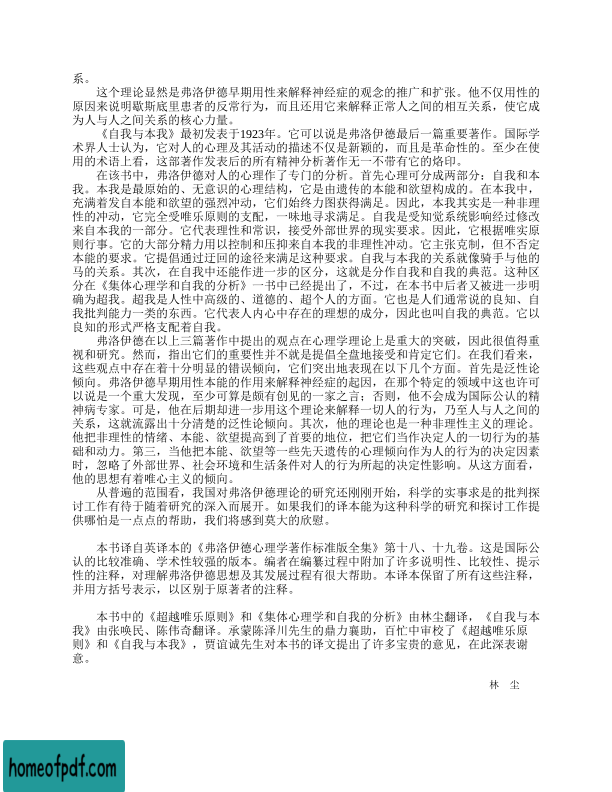 系。
这个理论显然是弗洛伊德早期用性来解释神经症的观念的推广和扩张。他不仅用性的
原因来说明歇斯底里患者的反常行为，而且还用它来解释正常人之间的相互关系，使它成
为人与人之间关系的核心力量。
《自我与本我》最初发表于1923年。它可以说是弗洛伊德最后一篇重要著作。国际学
术界人士认为，它对人的心理及其活动的描述不仅是新颖的，而且是革命性的。至少在使
用的术语上看，这部著作发表后的所有精神分析著作无一不带有它的烙印。
在该书中，弗洛伊德对人的心理作了专门的分析。首先心理可分成两部分；自我和本
我。本我是最原始的、无意识的心理结构，它是由遗传的本能和欲望构成的。在本我中，
充满着发自本能和欲望的强烈冲动，它们始终力图获得满足。因此，本我其实是一种非理
性的冲动，它完全受唯乐原则的支配，一味地寻求满足。自我是受知觉系统影响经过修改
来自本我的一部分。它代表理性和常识，接受外部世界的现实要求。因此，它根据唯实原
则行事。它的大部分精力用以控制和压抑来自本我的非理性冲动。它主张克制，但不否定
本能的要求。它提倡通过迂回的途径来满足这种要求。自我与本我的关系就像骑手与他的
马的关系。其次，在自我中还能作进一步的区分，这就是分作自我和自我的典范。这种区
分在《集体心理学和自我的分析》一书中已经提出了，不过，在本书中后者又被进一步明
确为超我。超我是人性中高级的、道德的、超个人的方面。它也是人们通常说的良知、自
我批判能力一类的东西。它代表人内心中存在的理想的成分，因此也叫自我的典范。它以
良知的形式严格支配着自我。
弗洛伊德在以上三篇著作中提出的观点在心理学理论上是重大的突破，因此很值得重
视和研究。然而，指出它们的重要性并不就是提倡全盘地接受和肯定它们。在我们看来，
这些观点中存在着十分明显的错误倾向，它们突出地表现在以下几个方面。首先是泛性论
倾向。弗洛伊德早期用性本能的作用来解释神经症的起因，在那个特定的领域中这也许可
以说是一个重大发现，至少可算是颇有创见的一家之言；否则，他不会成为国际公认的精
神病专家。可是，他在后期却进一步用这个理论来解释一切人的行为，乃至人与人之间的
关系，这就流露出十分清楚的泛性论倾向。其次，他的理论也是一种非理性主义的理论。
他把非理性的情绪、本能、欲望提高到了首要的地位，把它们当作决定人的一切行为的基
础和动力。第三，当他把本能、欲望等一些先天遗传的心理倾向作为人的行为的决定因素
时，忽略了外部世界、社会环境和生活条件对人的行为所起的决定性影响。从这方面看，
他的思想有着唯心主义的倾向。
从普遍的范围看，我国对弗洛伊德理论的研究还刚刚开始，科学的实事求是的批判探
讨工作有待于随着研究的深入而展开。如果我们的译本能为这种科学的研究和探讨工作提
供哪怕是一点点的帮助，我们将感到莫大的欣慰。
本书译自英译本的《弗洛伊德心理学著作标准版全集》第十八、十九卷。这是国际公
认的比较准确、学术性较强的版本。编者在编纂过程中附加了许多说明性、比较性、提示性
的注释，对理解弗洛伊德思想及其发展过程有很大帮助。本译本保留了所有这些注释，
并用方括号表示，以区别于原著者的注释。
本书中的《超越唯乐原则》和《集体心理学和自我的分析》由林尘翻译，《自我与本
我》由张唤民、陈伟奇翻译。承蒙陈泽川先生的鼎力襄助，百忙中审校了《超越唯乐原
则》和《自我与本我》，贾谊诚先生对本书的译文提出了许多宝贵的意见，在此深表谢
意。
林 尘
homeofpdf.com